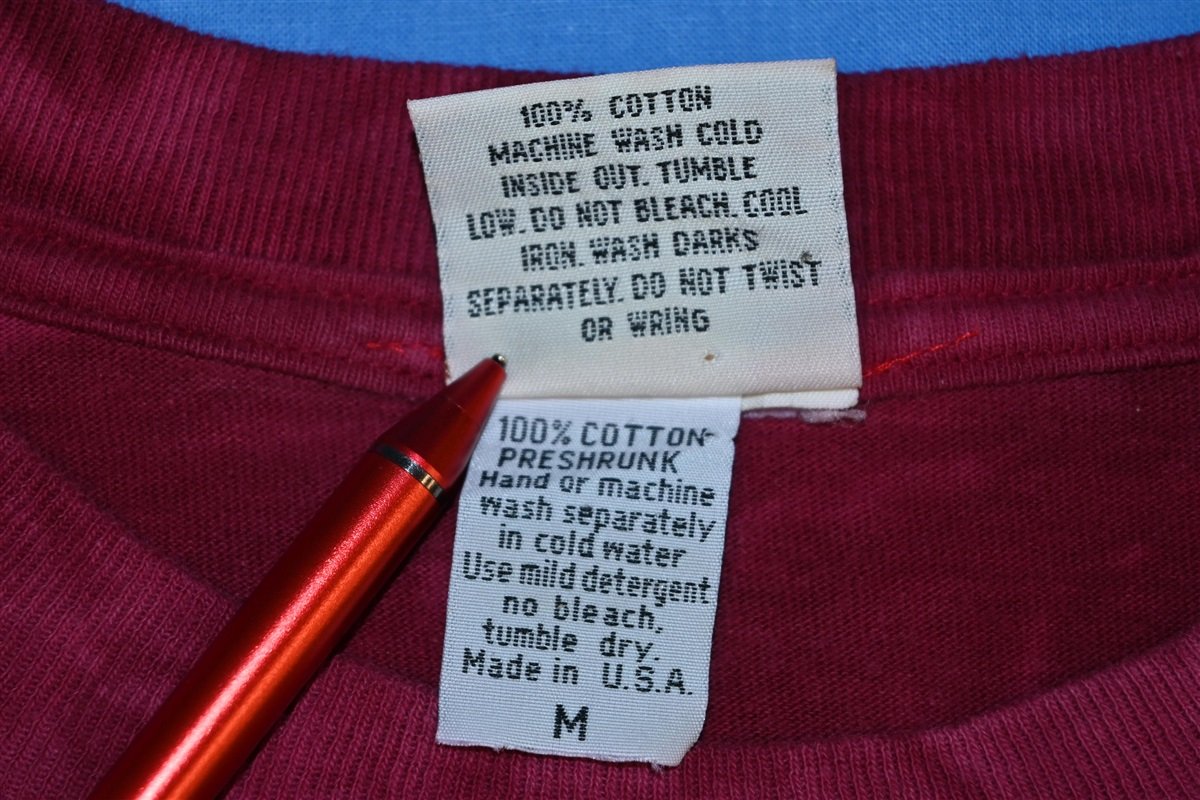 100% COTTON
MACHINE WASH COLD
INSIDE OUT. TUMBLE
LOW. DO NOT BLEACH. COOL
IRON. WASH DARKS
SEPARATELY. DO NOT TWIST
OR WRING
100% COTTON
PRESHRUNK
Hand or machine
wash separately
in cold water
Use mild detergent
no bleach,
tumble dry.
Made in U.S.A.
M